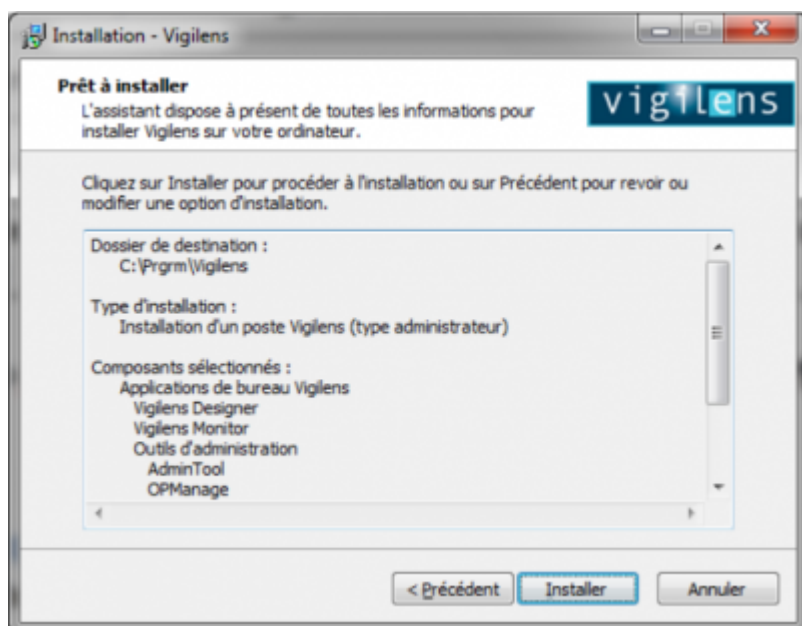 Installation - Vigilens
Prêt à installer
L'assistant dispose à présent de toutes les informations pour
installer Vigilens sur votre ordinateur.
vigilens
Cliquez sur Installer pour procéder à l'installation ou sur Précédent pour revoir ou
modifier une option d'installation.
Dossier de destination :
C:\Prgrm\Vigilens
Type d'installation :
Installation d'un poste Vigilens (type administrateur)
Composants sélectionnés :
Applications de bureau Vigilens
Vigilens Designer
Vigilens Monitor
Outils d'administration
AdminTool
OPManage
< Précédent
Installer
Annuler